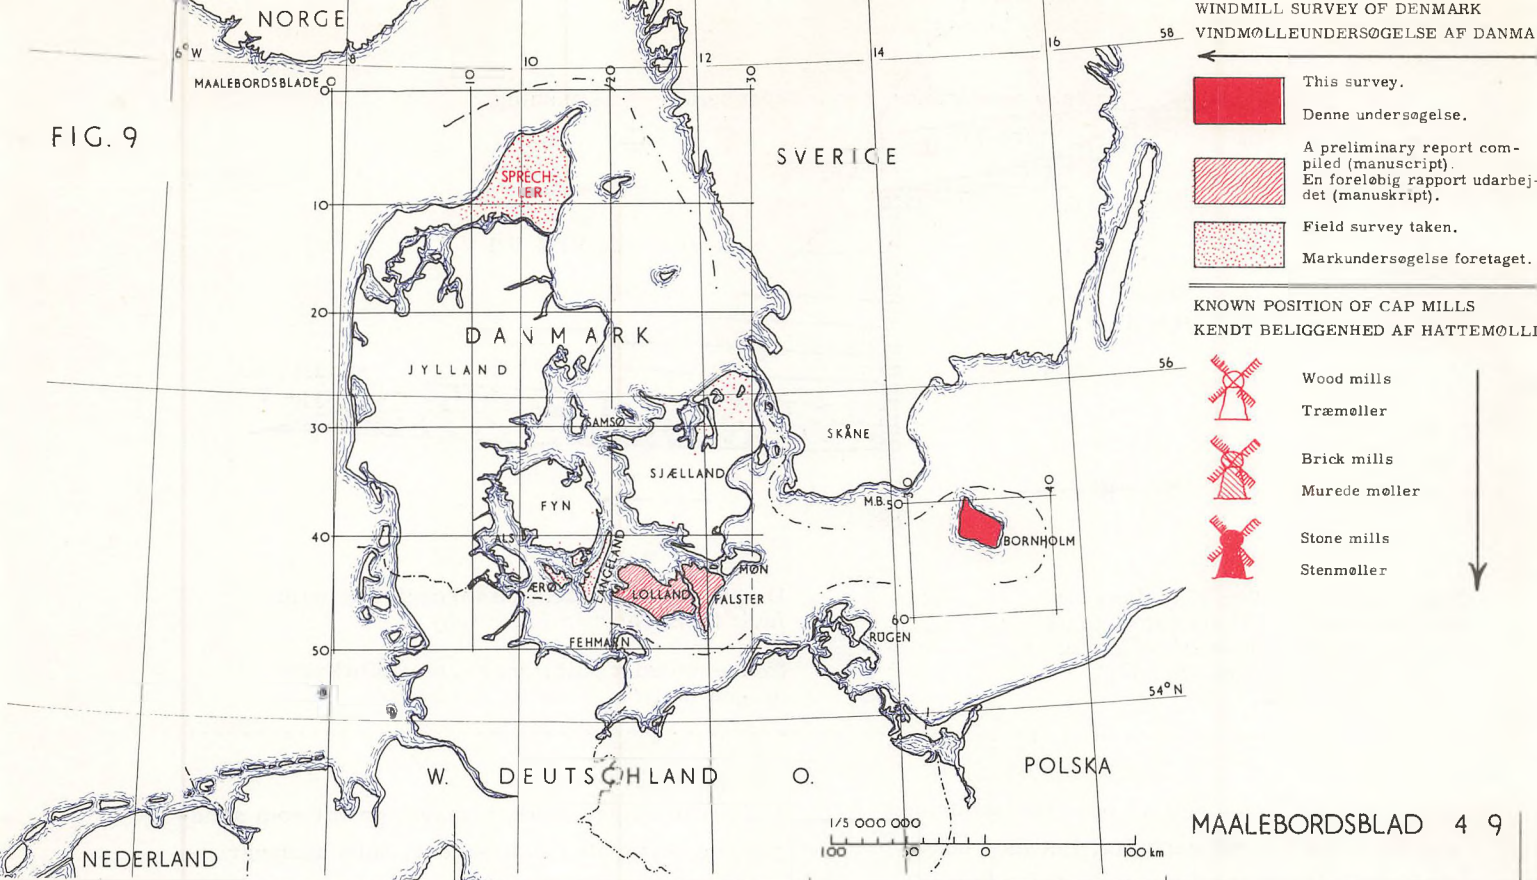 NORGE
6° W
8
10
10
20
12
30
14
16
58
MAALEBORDSBLADE
0
FIG. 9
SVERICE
SPRECH-
LER
10
20
DANMARK
JYLLAND
56
30
SAMSØ
SKÅNE
SJÆLLAND
FYN
M.B. 50
30
40
40
ALS
BORNHOLM
MØN
ÆRØ
LANGELAND
LOLLAND
FALSTER
60
FEHMARN
RÜGEN
50
54° N
W. DEUTSCHLAND O.
POLSKA
NEDERLAND
1/5 000 000
100 50 0 100 km
WINDMILL SURVEY OF DENMARK
VINDMØLLEUNDERSØGELSE AF DANMA
This survey.
Denne undersøgelse.
A preliminary report com-
piled (manuscript).
En foreløbig rapport udarbej-
det (manuskript).
Field survey taken.
Markundersøgelse foretaget.
KNOWN POSITION OF CAP MILLS
KENDT BELIGGENHED AF HATTEMØLL
Wood mills
Træmøller
Brick mills
Murede møller
Stone mills
Stenmøller
MAALEBORDSBLAD 4 9